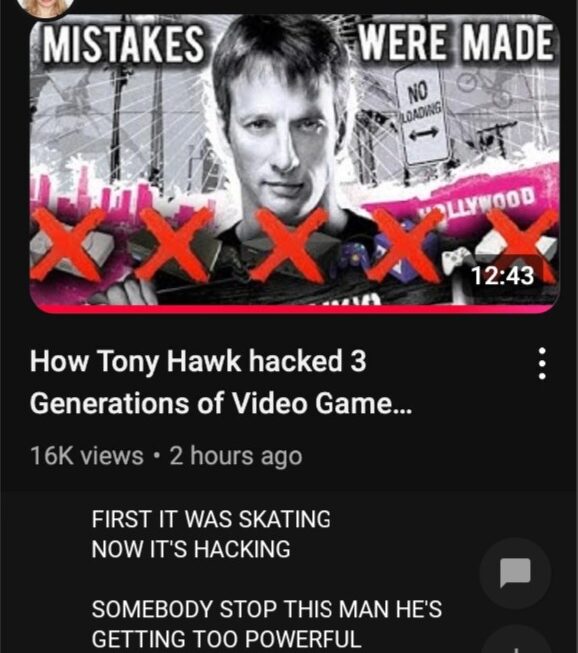 MISTAKES WERE MADE
NO
LOADING
HOLLYWOOD
12:43
How Tony Hawk hacked 3
Generations of Video Game...
16K views • 2 hours ago
FIRST IT WAS SKATING
NOW IT'S HACKING
SOMEBODY STOP THIS MAN HE'S
GETTING TOO POWERFUL